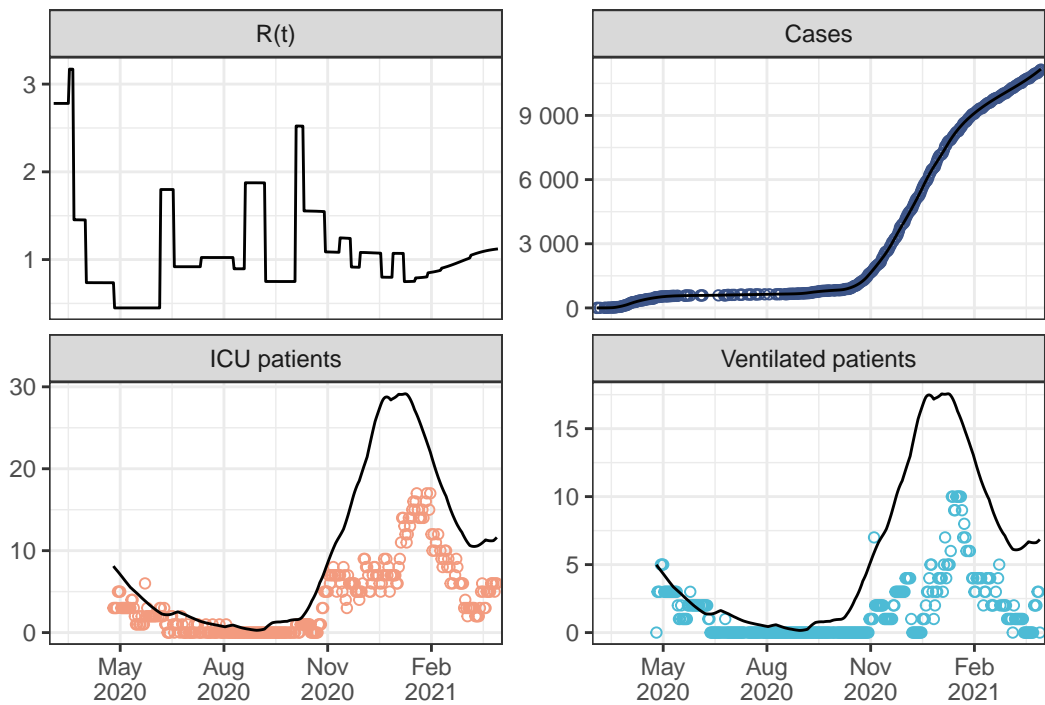 R(t)
Cases
3
2
1
9 000
6 000
3 000
0
ICU patients
Ventilated patients
30
20
10
0
15
10
5
0
May Aug Nov Feb
2020 2020 2020 2021
May Aug Nov Feb
2020 2020 2020 2021